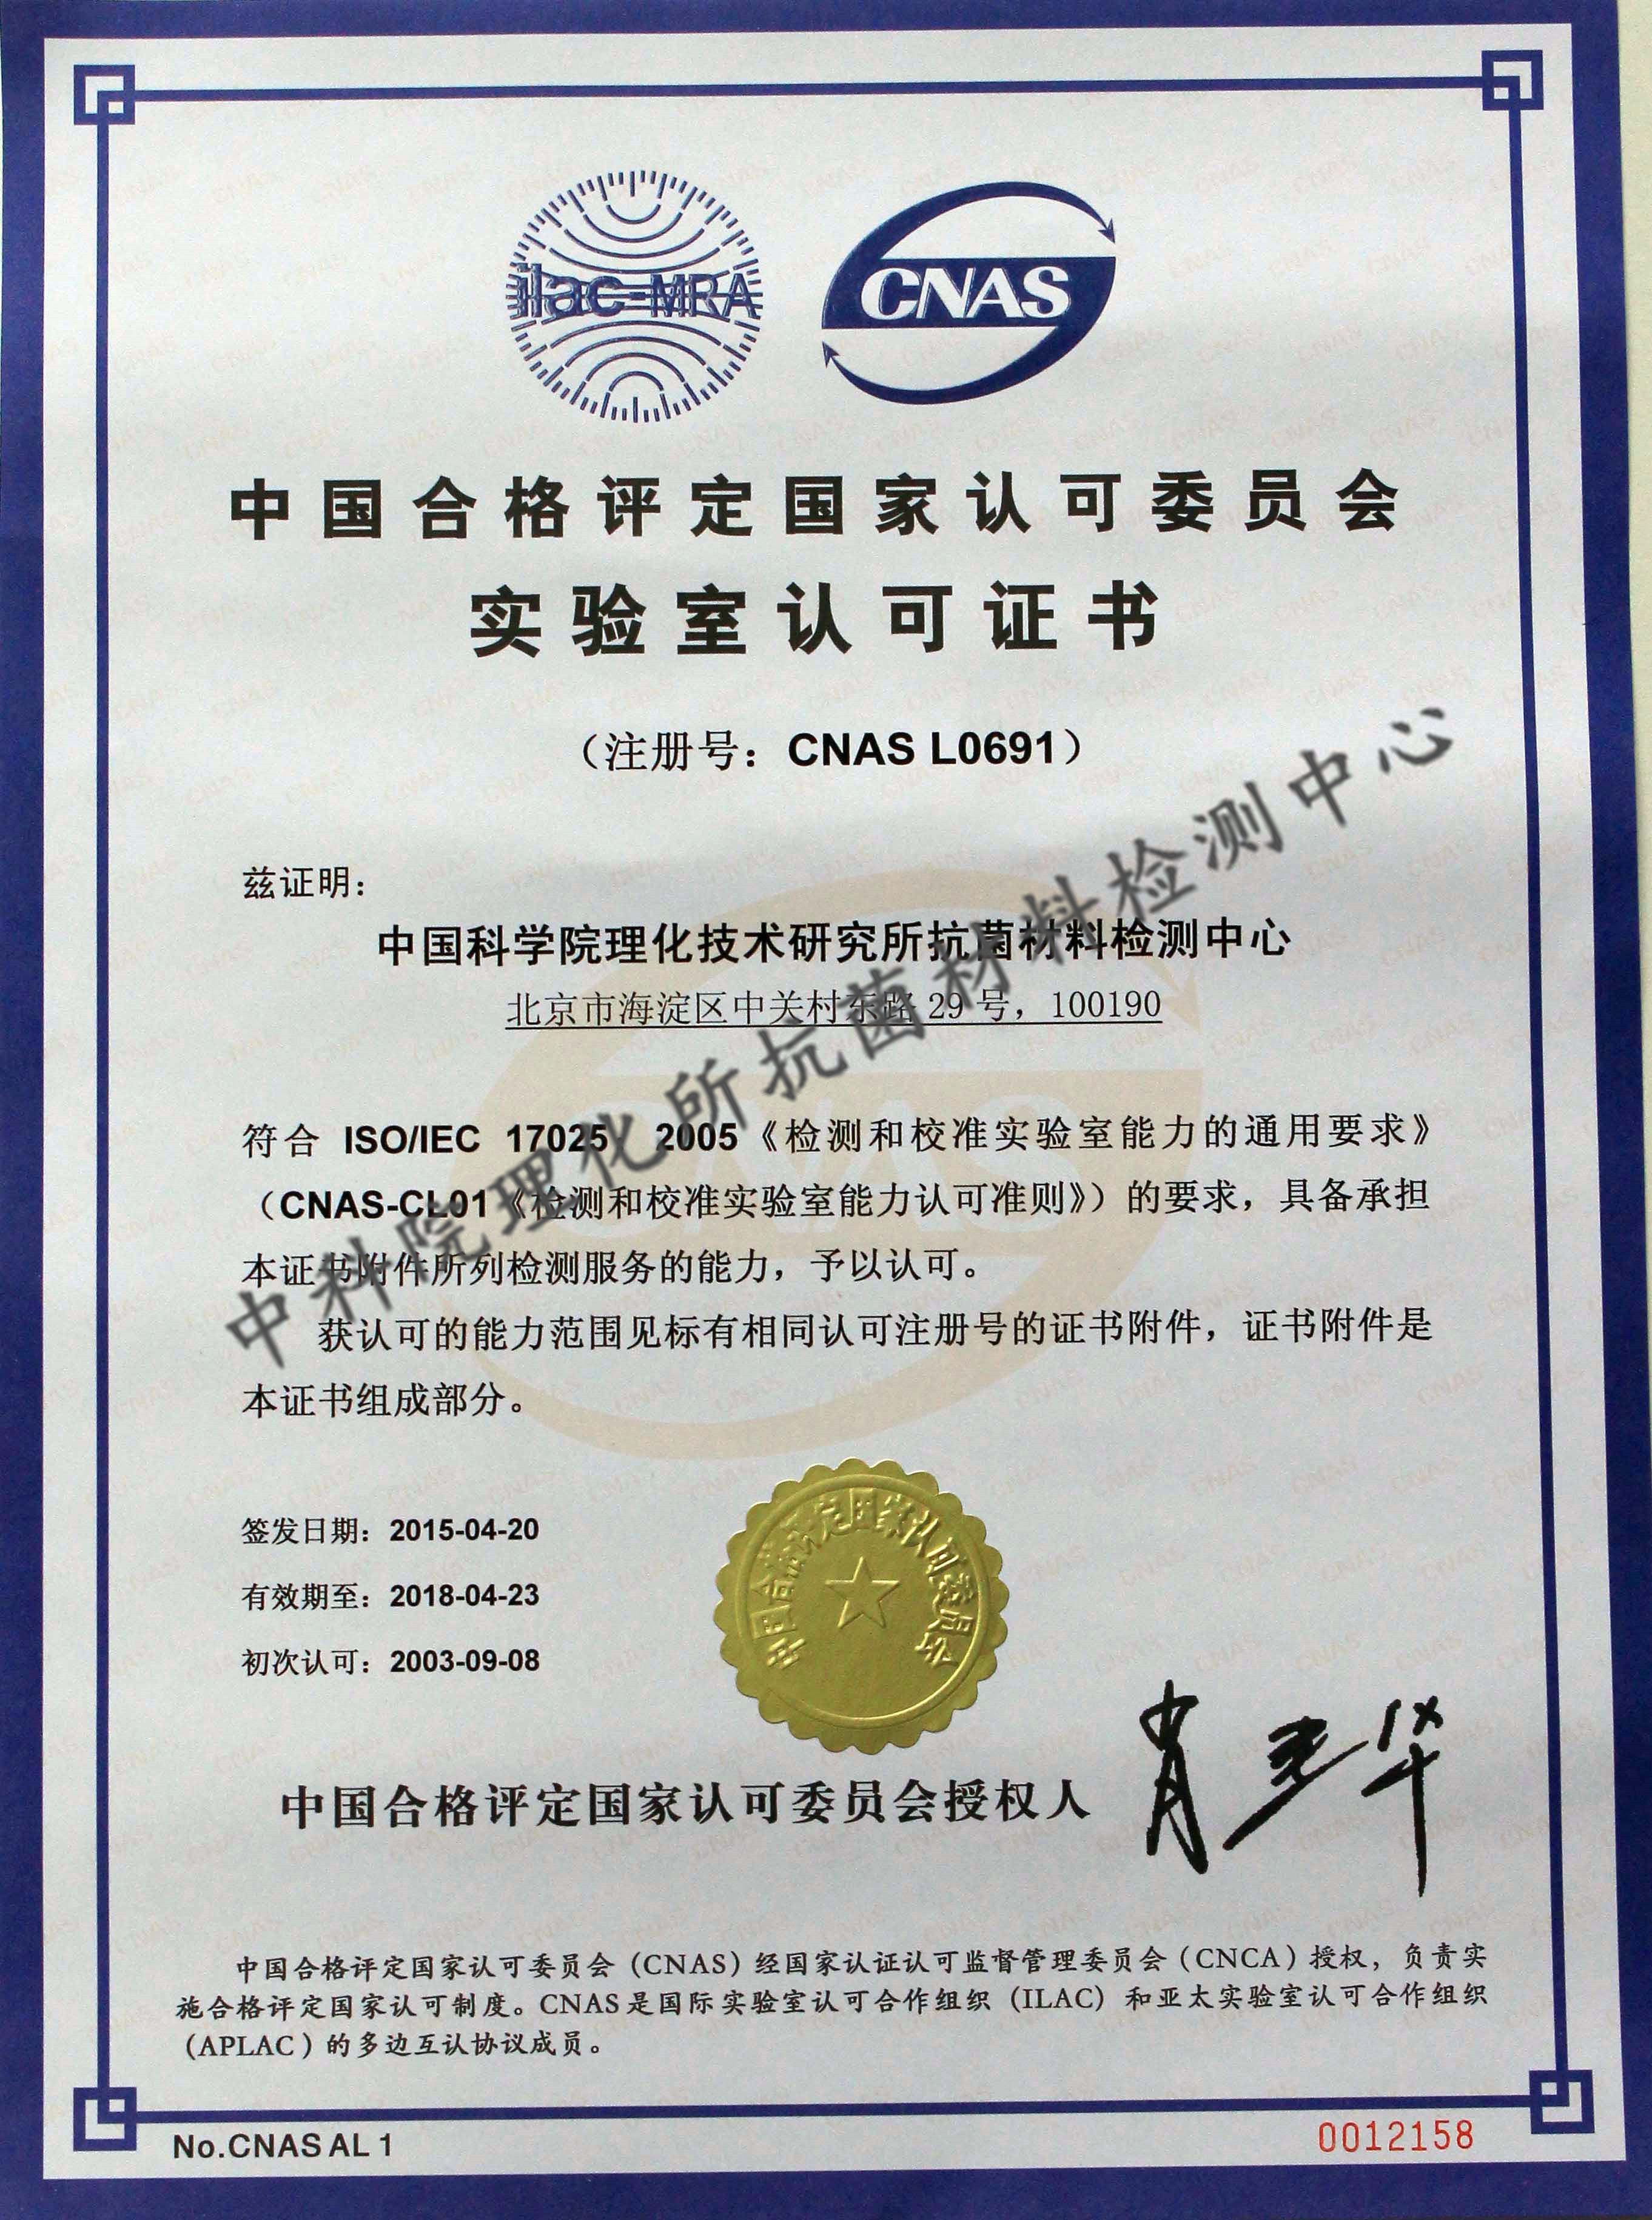 ilac-MRA
CNAS
中国合格评定国家认可委员会
实验室认可证书
（注册号：CNAS L0691）
兹证明：
中国科学院理化技术研究所抗菌材料检测中心
北京市海淀区中关村东路 29 号，100190
符合 ISO/IEC 17025 2005《检测和校准实验室能力的通用要求》
（CNAS-CL01《检测和校准实验室能力认可准则》）的要求，具备承担
本证书附件所列检测服务的能力，予以认可。
获认可的能力范围见标有相同认可注册号的证书附件，证书附件是
本证书组成部分。
中科院理化所抗菌材料检测中心
签发日期：2015-04-20
有效期至：2018-04-23
初次认可：2003-09-08
中国合格评定国家认可委员会
中国合格评定国家认可委员会授权人
中国合格评定国家认可委员会（CNAS）经国家认证认可监督管理委员会（CNCA）授权，负责实
施合格评定国家认可制度。CNAS是国际实验室认可合作组织（ILAC）和亚太实验室认可合作组织
（APLAC）的多边互认协议成员。
No.CNAS AL 1
0012158